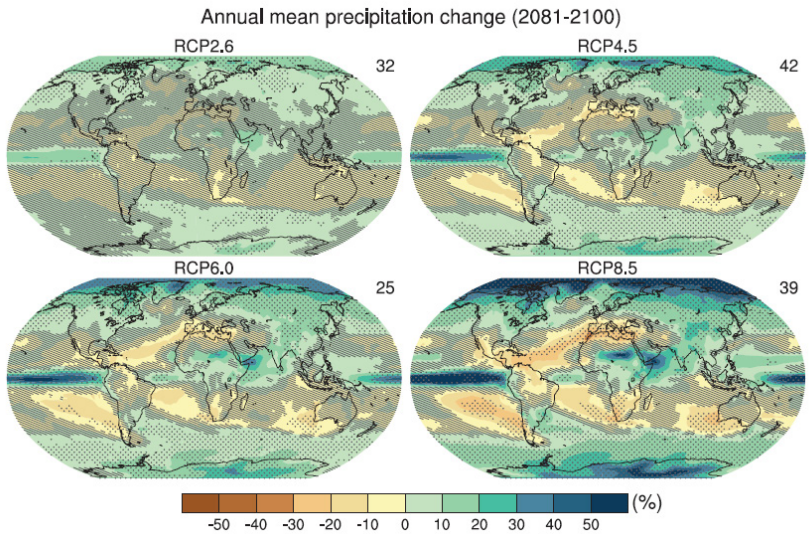 Annual mean precipitation change (2081-2100)
RCP2.6
32
RCP4.5
42
RCP6.0
25
RCP8.5
39
(%)
-50 -40 -30 -20 -10 0 10 20 30 40 50